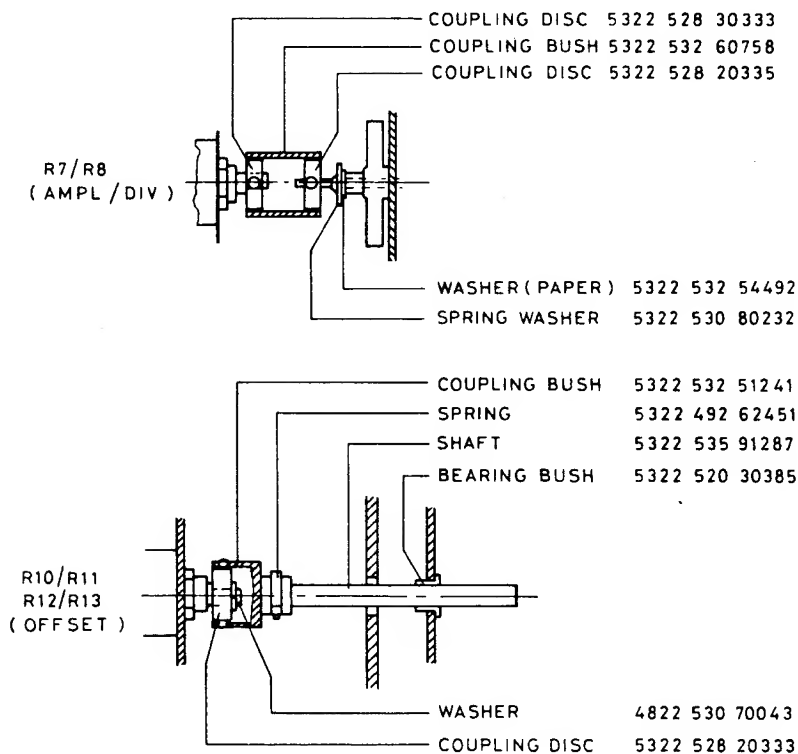 COUPLING DISC 5322 528 30333
COUPLING BUSH 5322 532 60758
COUPLING DISC 5322 528 20335
R7/R8
(AMPL/DIV)
WASHER (PAPER) 5322 532 54492
SPRING WASHER 5322 530 80232
COUPLING BUSH 5322 532 51241
SPRING 5322 492 62451
SHAFT 5322 535 91287
BEARING BUSH 5322 520 30385
R10/R11
R12/R13
(OFFSET)
WASHER 4822 530 70043
COUPLING DISC 5322 528 20333